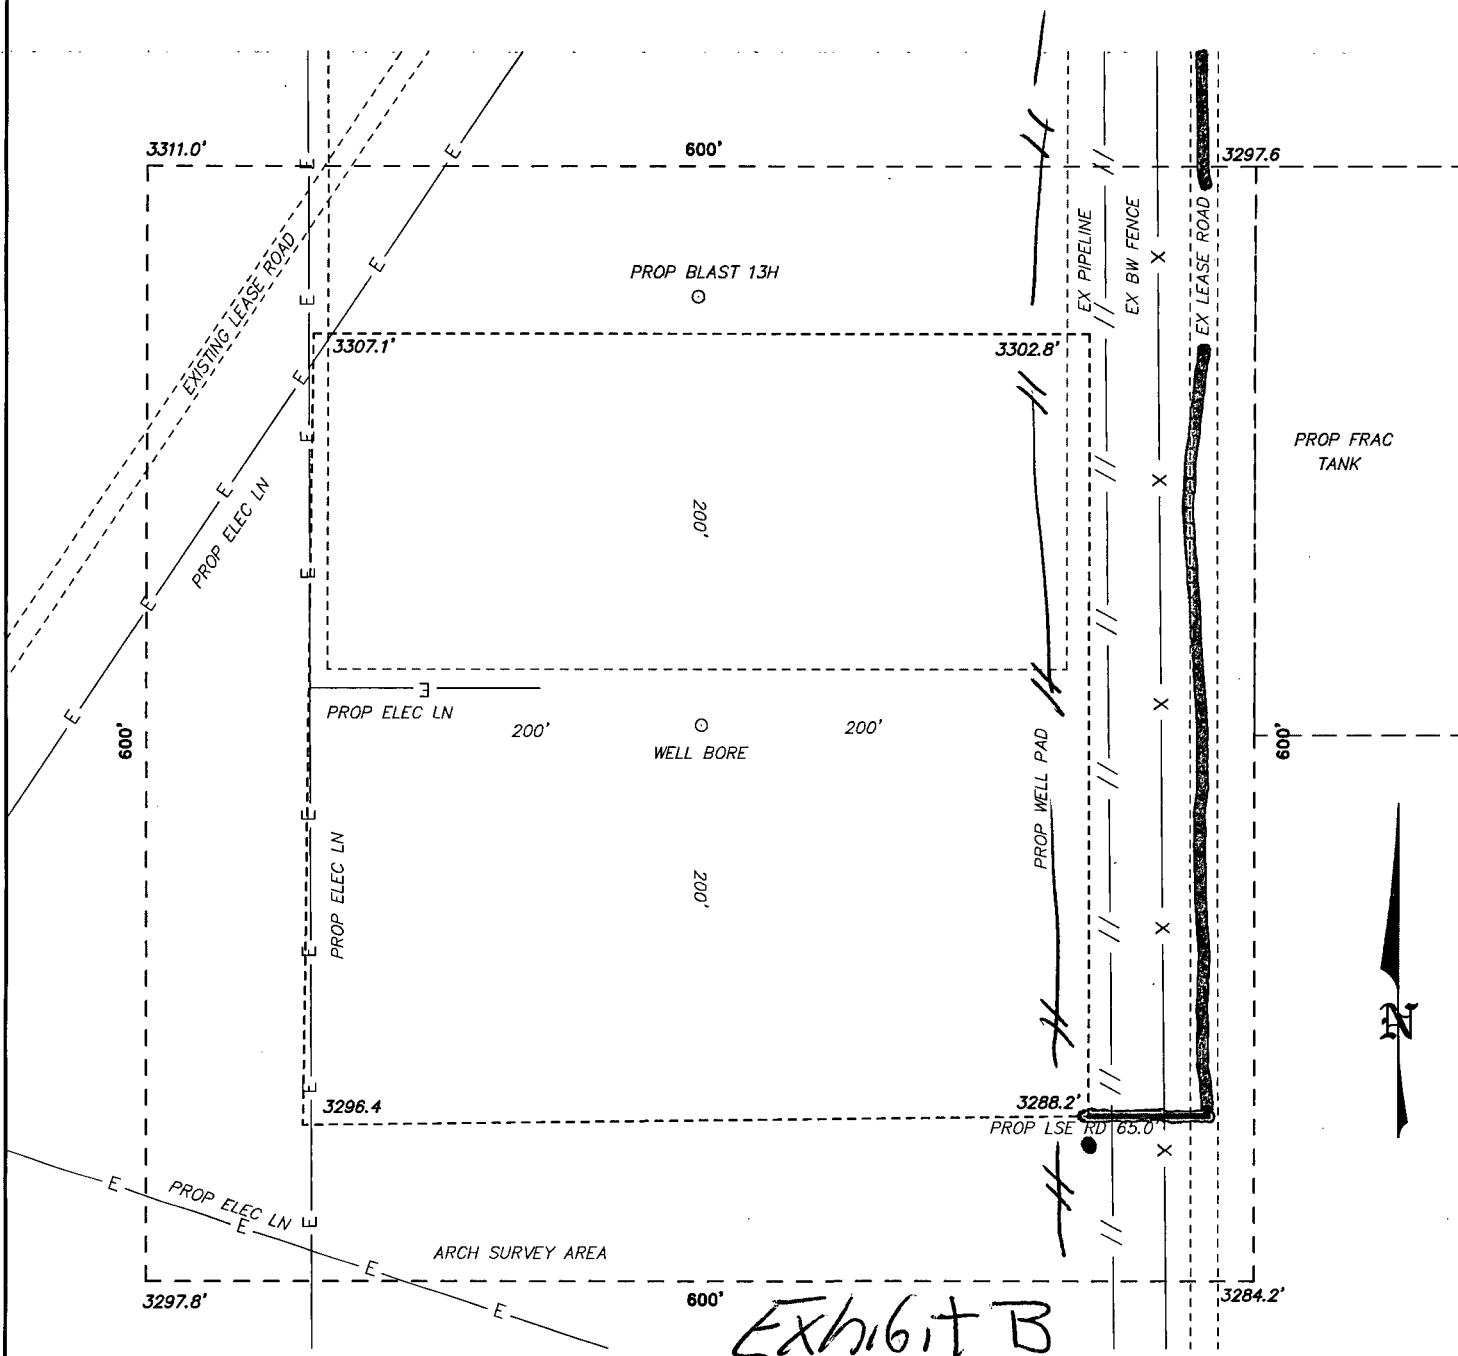 3311.0'
600'
3297.6
EXISTING LEASE ROAD
PROP BLAST 13H
EX PIPELINE
EX BW FENCE
EX LEASE ROAD
3307.1'
3302.8'
PROP FRAC
TANK
PROP ELEC LN
200'
PROP ELEC LN
200'
200'
WELL BORE
600'
600'
PROP WELL PAD
PROP ELEC LN
200'
N
3296.4
3288.2'
PROP LSE RD 65.0'
PROP ELEC LN
ARCH SURVEY AREA
3297.8'
600'
3284.2'
Exhibit B